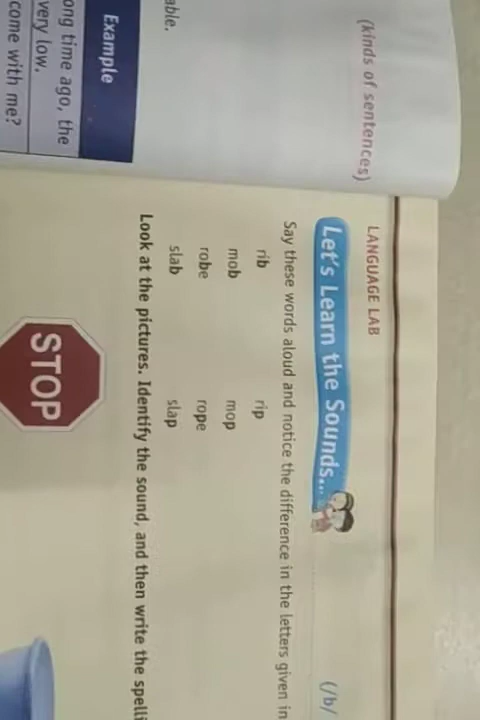 (kinds of sentences)
able.
Example
ong time ago, the
very low.
come with me?
LANGUAGE LAB
Let's Learn the Sounds...
(/b/
Say these words aloud and notice the difference in the letters given in
rib rip
mob mop
robe rope
slab slap
Look at the pictures. Identify the sound, and then write the spelli
STOP